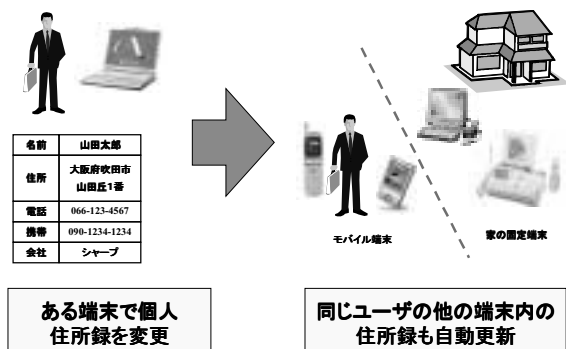 名前 山田太郎
住所 大阪府吹田市
山田丘1番
電話 066-123-4567
携帯 090-1234-1234
会社 シャープ
モバイル端末
家の固定端末
ある端末で個人
住所録を変更
同じユーザの他の端末内の
住所録も自動更新